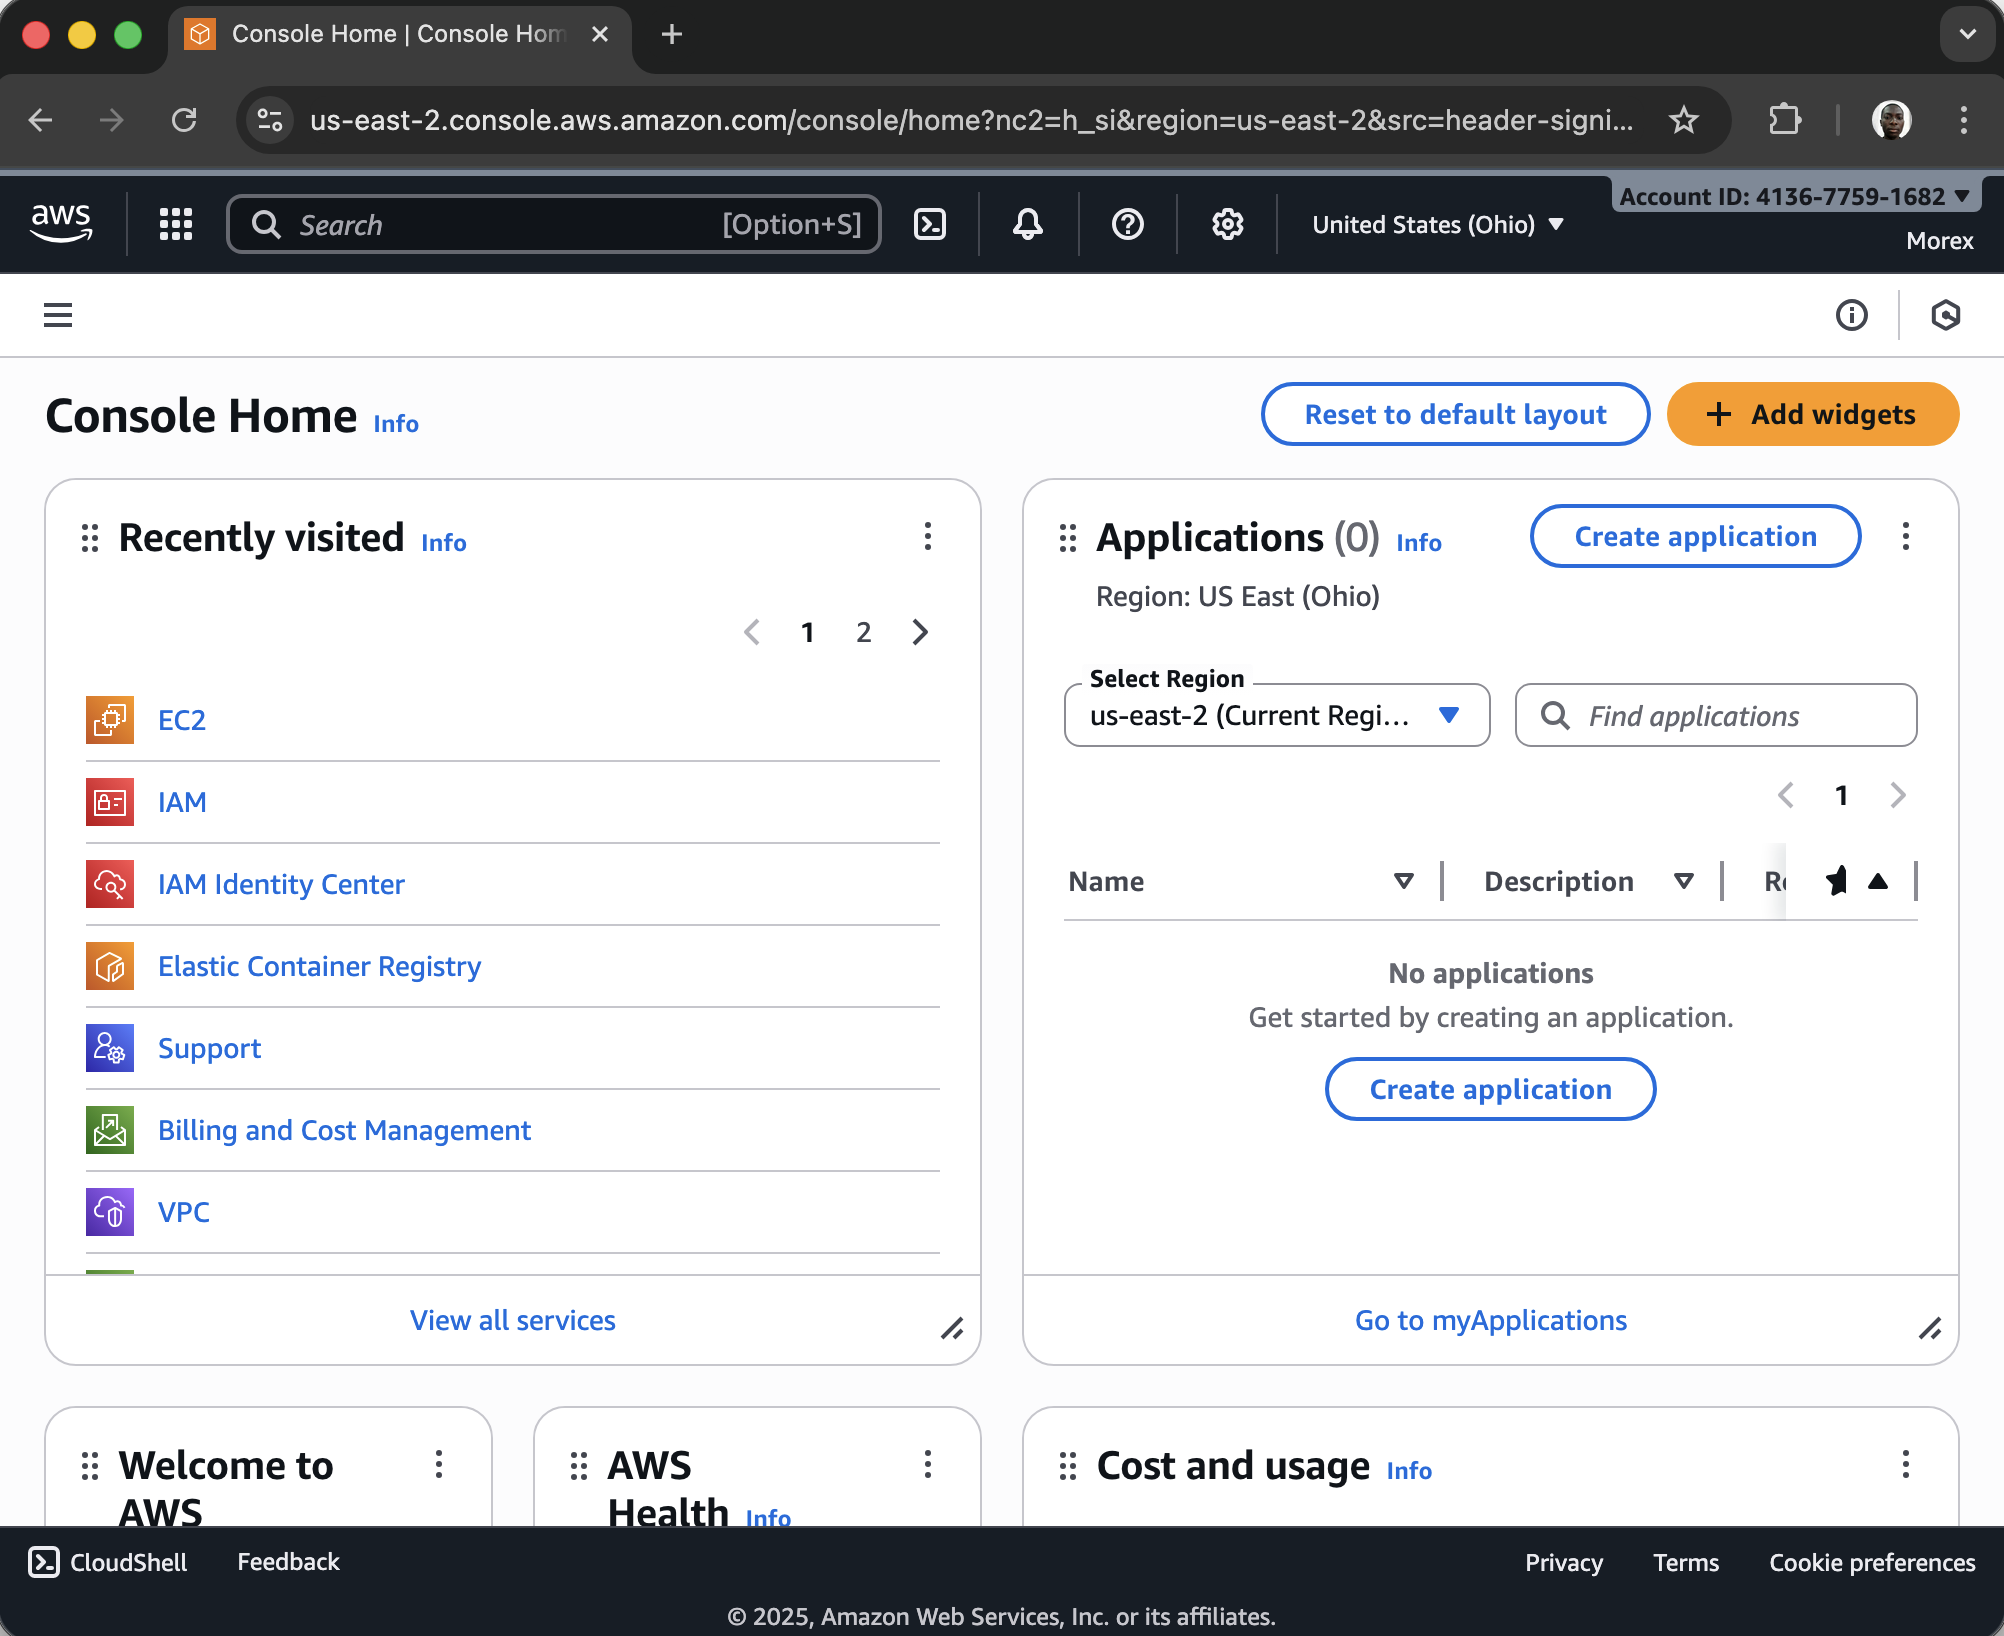 Console Home | Console Hom
us-east-2.console.aws.amazon.com/console/home?nc2=h_si&region=us-east-2&src=header-signi...
aws
Search
[Option+S]
United States (Ohio)
Account ID: 4136-7759-1682
Morex
Console Home Info
Reset to default layout
Add widgets
Recently visited Info
1 2
EC2
IAM
IAM Identity Center
Elastic Container Registry
Support
Billing and Cost Management
VPC
View all services
Applications (0) Info
Create application
Region: US East (Ohio)
Select Region
us-east-2 (Current Regi...
Find applications
1
Name
Description
No applications
Get started by creating an application.
Create application
Go to myApplications
Welcome to
AWS
AWS
Health Info
Cost and usage Info
CloudShell
Feedback
Privacy
Terms
Cookie preferences
© 2025, Amazon Web Services, Inc. or its affiliates.